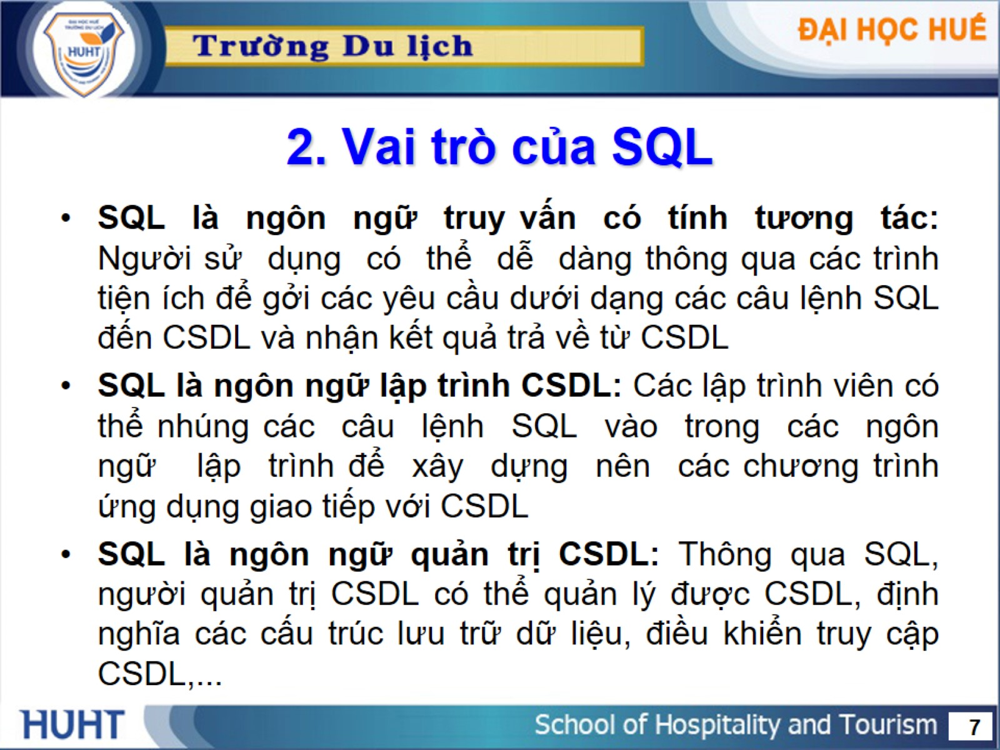 ĐẠI HỌC HUẾ
TRƯỜNG DU LỊCH
HUHT
Trường Du lịch
ĐẠI HỌC HUẾ
2. Vai trò của SQL
• SQL là ngôn ngữ truy vấn có tính tương tác:
Người sử dụng có thể dễ dàng thông qua các trình
tiện ích để gởi các yêu cầu dưới dạng các câu lệnh SQL
đến CSDL và nhận kết quả trả về từ CSDL
• SQL là ngôn ngữ lập trình CSDL: Các lập trình viên có
thể nhúng các câu lệnh SQL vào trong các ngôn
ngữ lập trình để xây dựng nên các chương trình
ứng dụng giao tiếp với CSDL
• SQL là ngôn ngữ quản trị CSDL: Thông qua SQL,
người quản trị CSDL có thể quản lý được CSDL, định
nghĩa các cấu trúc lưu trữ dữ liệu, điều khiển truy cập
CSDL,...
HUHT
School of Hospitality and Tourism
7